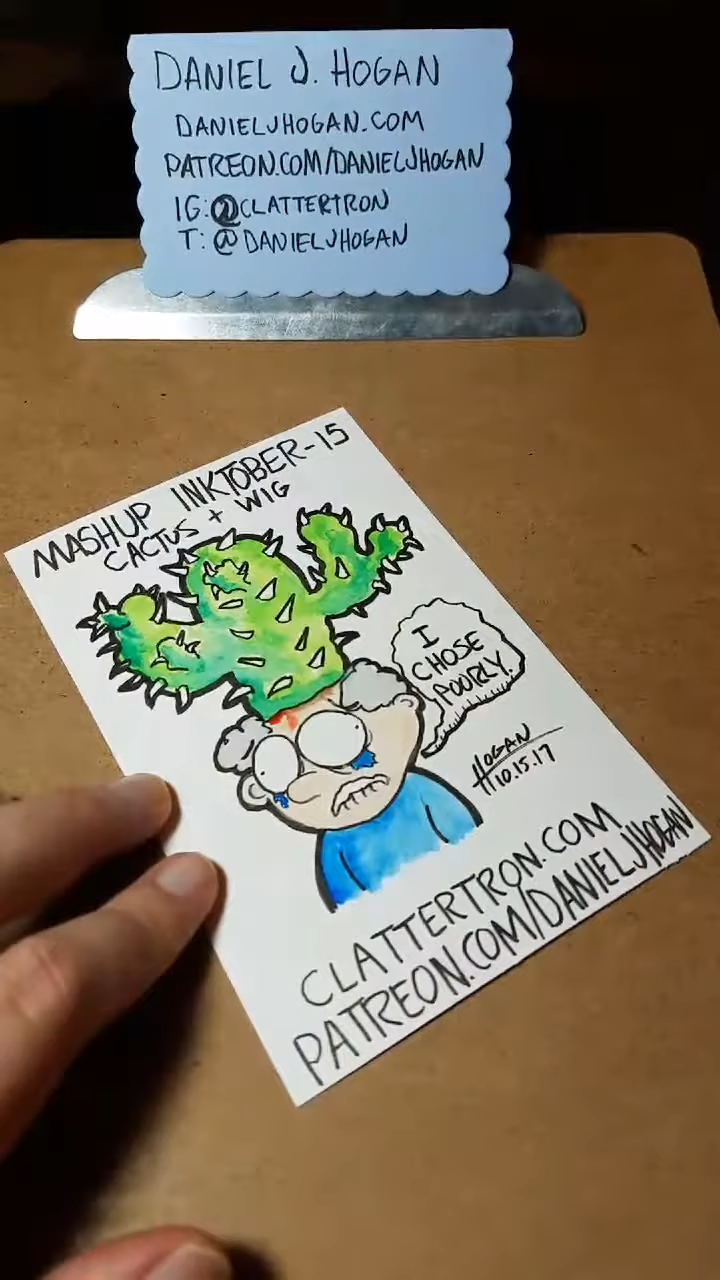 DANIEL J. HOGAN
DANIELJHOGAN.COM
PATREON.COM/DANIELJHOGAN
IG:@CLATTERTRON
T: @DANIELJHOGAN
MASHUP INKTOBER-15
CACTUS + WIG
I
CHOSE
POORLY.
HOGAN
10.15.17
CLATTERTRON.COM
PATREON.COM/DANIELJHOGAN